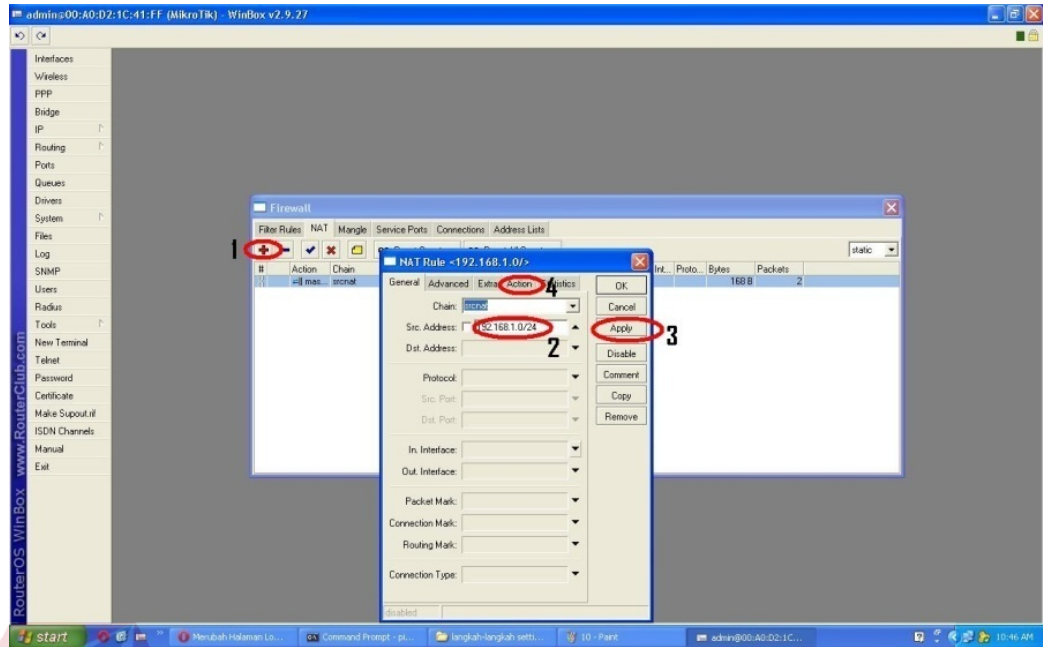 admin@00:A0:D2:1C:41:FF (MikroTik) - WinBox v2.9.27
Interfaces
Wireless
PPP
Bridge
IP
Routing
Ports
Queues
Drivers
System
Files
Log
SNMP
Users
Radius
Tools
New Terminal
Telnet
Password
Certificate
Make Supout.rif
ISDN Channels
Manual
Exit
RouterOS WinBox www.RouterClub.com
Firewall
Filter Rules NAT Mangle Service Ports Connections Address Lists
1
static
# Action Chain Int... Proto... Bytes Packets
mas... srcnat 168 B 2
NAT Rule <192.168.1.0/>
General Advanced Extra Action Statistics
4
Chain: srcnat
Src. Address: 192.168.1.0/24
2
Dst. Address:
Protocol:
Src. Port:
Dst. Port:
In. Interface:
Out. Interface:
Packet Mark:
Connection Mark:
Routing Mark:
Connection Type:
disabled
OK
Cancel
Apply
3
Disable
Comment
Copy
Remove
start
Merubah Halaman Lo...
Command Prompt - pi...
langkah-langkah setti...
10 - Paint
admin@00:A0:D2:1C...
10:46 AM